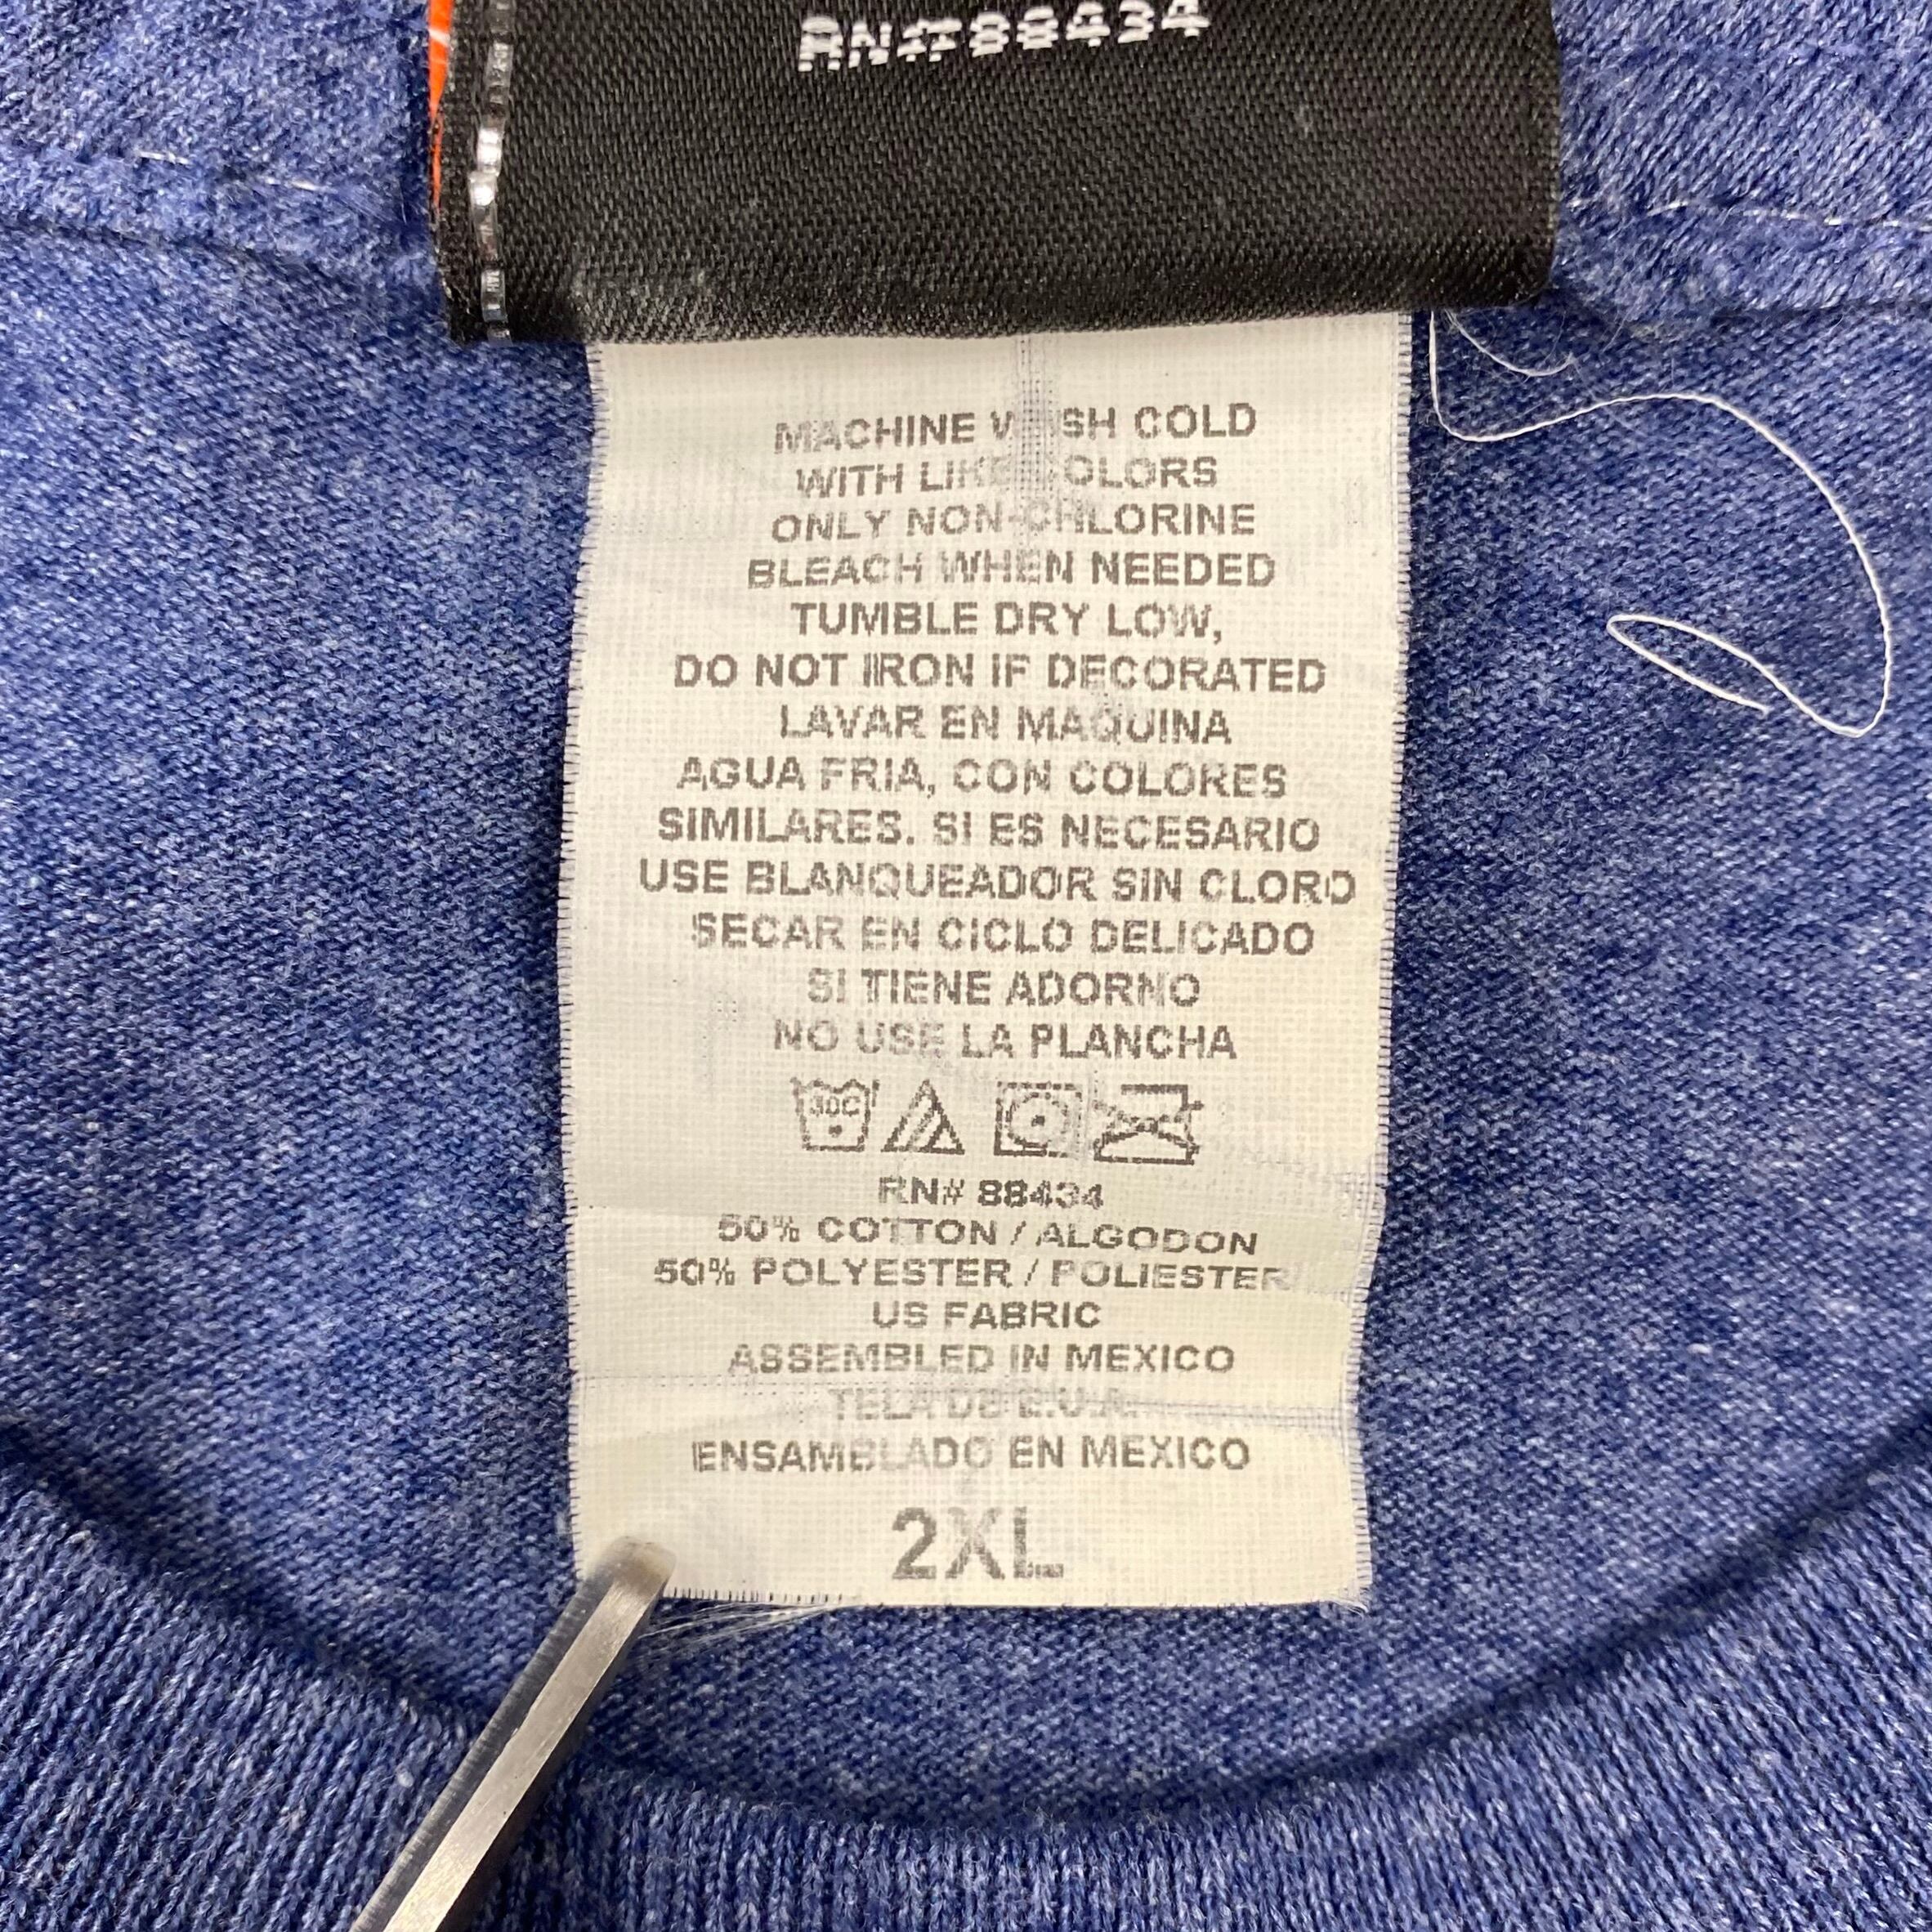 RN#88434
MACHINE WASH COLD
WITH LIKE COLORS
ONLY NON-CHLORINE
BLEACH WHEN NEEDED
TUMBLE DRY LOW,
DO NOT IRON IF DECORATED
LAVAR EN MAQUINA
AGUA FRIA, CON COLORES
SIMILARES. SI ES NECESARIO
USE BLANQUEADOR SIN CLORO
SECAR EN CICLO DELICADO
SI TIENE ADORNO
NO USE LA PLANCHA
30C
RN# 88434
50% COTTON / ALGODON
50% POLYESTER / POLIESTER
US FABRIC
ASSEMBLED IN MEXICO
TELA DE E.U.A.
ENSAMBLADO EN MEXICO
2XL